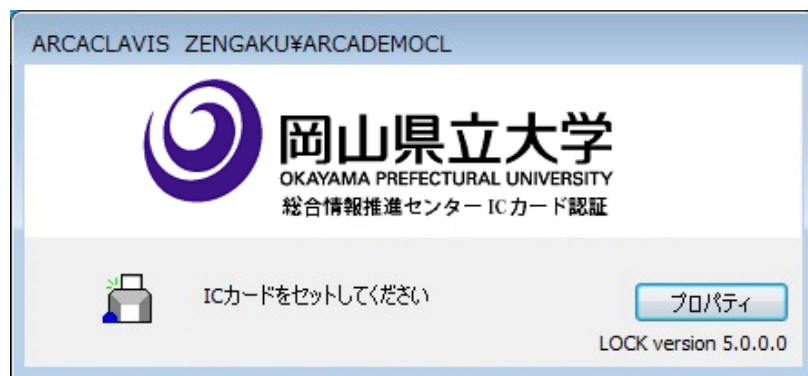 ARCACLAVIS ZENGAKU¥ARCADEMOCL
岡山県立大学
OKAYAMA PREFECTURAL UNIVERSITY
総合情報推進センター ICカード認証
ICカードをセットしてください
プロパティ
LOCK version 5.0.0.0